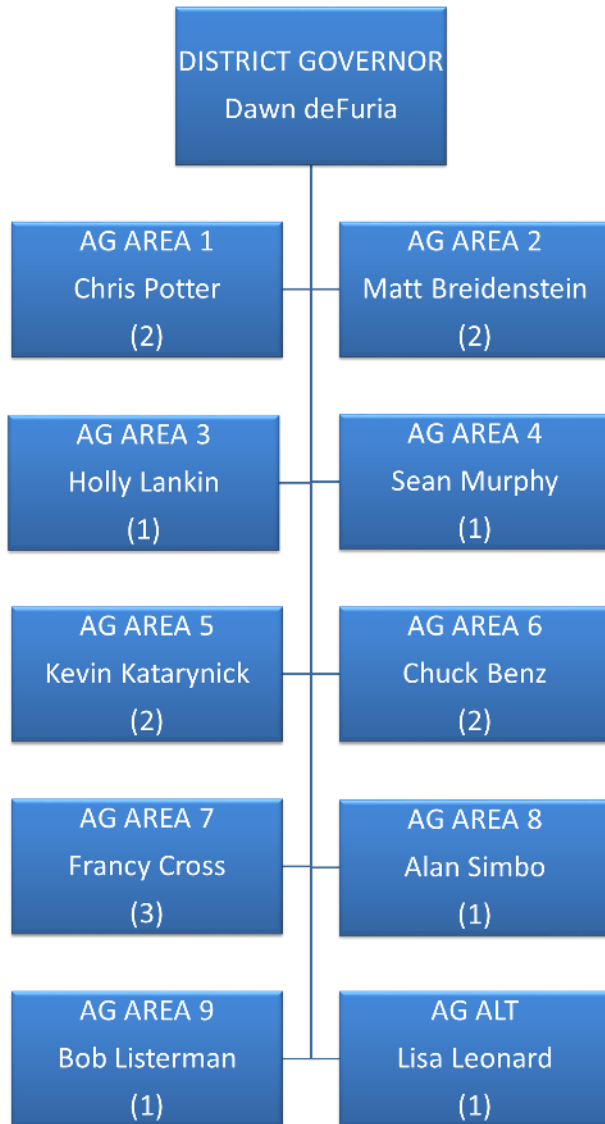 DISTRICT GOVERNOR
Dawn deFuria
AG AREA 1
Chris Potter
(2)
AG AREA 2
Matt Breidenstein
(2)
AG AREA 3
Holly Lankin
(1)
AG AREA 4
Sean Murphy
(1)
AG AREA 5
Kevin Katarynick
(2)
AG AREA 6
Chuck Benz
(2)
AG AREA 7
Francy Cross
(3)
AG AREA 8
Alan Simbo
(1)
AG AREA 9
Bob Listerman
(1)
AG ALT
Lisa Leonard
(1)